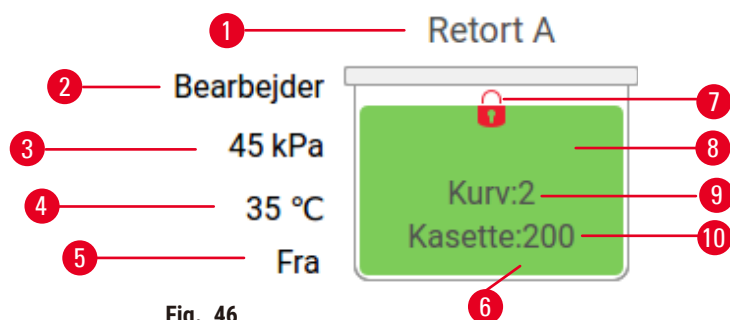 1 Retort A
2 Bearbejder
7
3 45 kPa
8
4 35 °C
Kurv:2 9
Kasette:200 10
5 Fra
6
Fig. 46